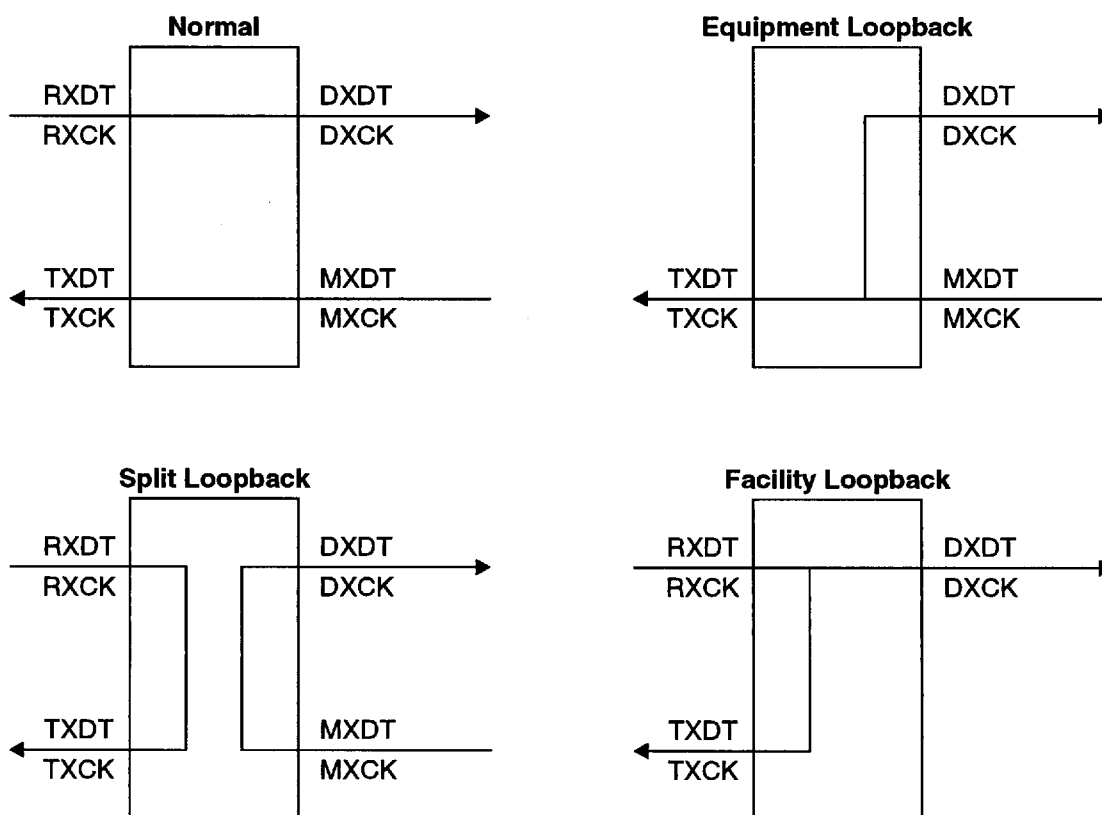 Normal
RXDT DXDT
RXCK DXCK
TXDT MXDT
TXCK MXCK
Equipment Loopback
DXDT
DXCK
TXDT MXDT
TXCK MXCK
Split Loopback
RXDT DXDT
RXCK DXCK
TXDT MXDT
TXCK MXCK
Facility Loopback
RXDT DXDT
RXCK DXCK
TXDT
TXCK